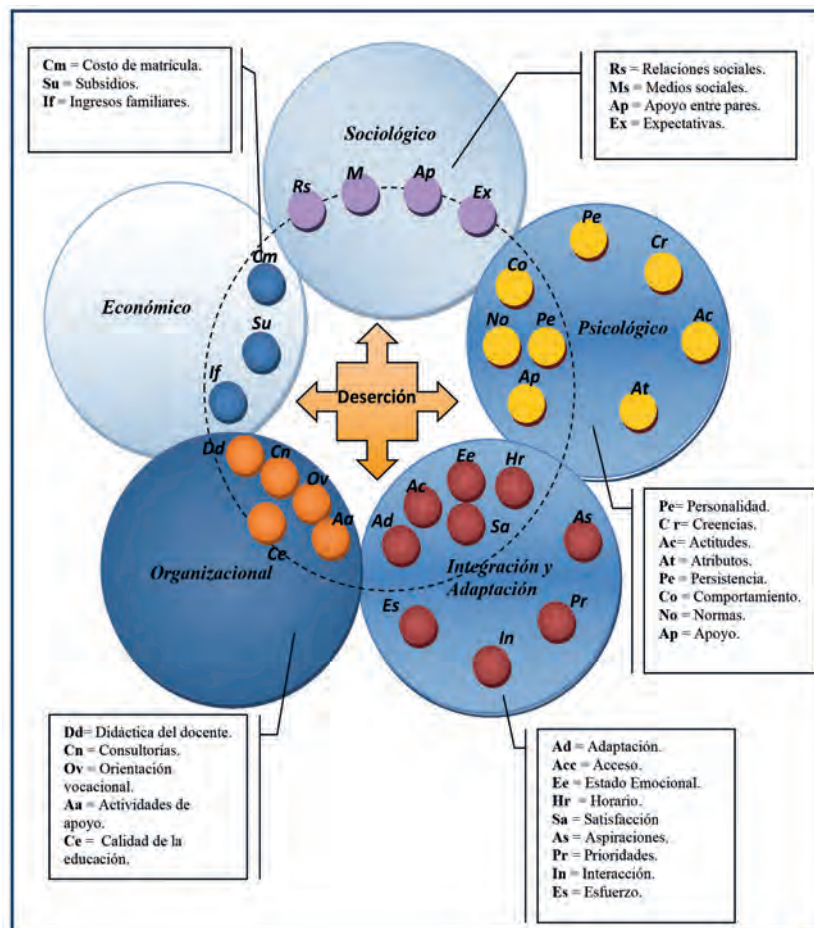 Cm = Costo de matrícula.
Su = Subsidios.
If = Ingresos familiares.
Rs = Relaciones sociales.
Ms = Medios sociales.
Ap = Apoyo entre pares.
Ex = Expectativas.
Sociológico
Rs
M
Ap
Ex
Económico
Cm
Su
If
Psicológico
Pe
Cr
Co
No
Pe
Ac
Ap
At
Deserción
Organizacional
Dd
Cn
Ov
Aa
Ce
Integración y
Adaptación
Ee
Hr
Ac
Ad
Sa
As
Es
Pr
In
Pe= Personalidad.
C r= Creencias.
Ac= Actitudes.
At = Atributos.
Pe = Persistencia.
Co = Comportamiento.
No = Normas.
Ap = Apoyo.
Dd= Didáctica del docente.
Cn = Consultorías.
Ov = Orientación
vocacional.
Aa = Actividades de
apoyo.
Ce = Calidad de la
educación.
Ad = Adaptación.
Acc = Acceso.
Ee = Estado Emocional.
Hr = Horario.
Sa = Satisfacción
As = Aspiraciones.
Pr = Prioridades.
In = Interacción.
Es = Esfuerzo.